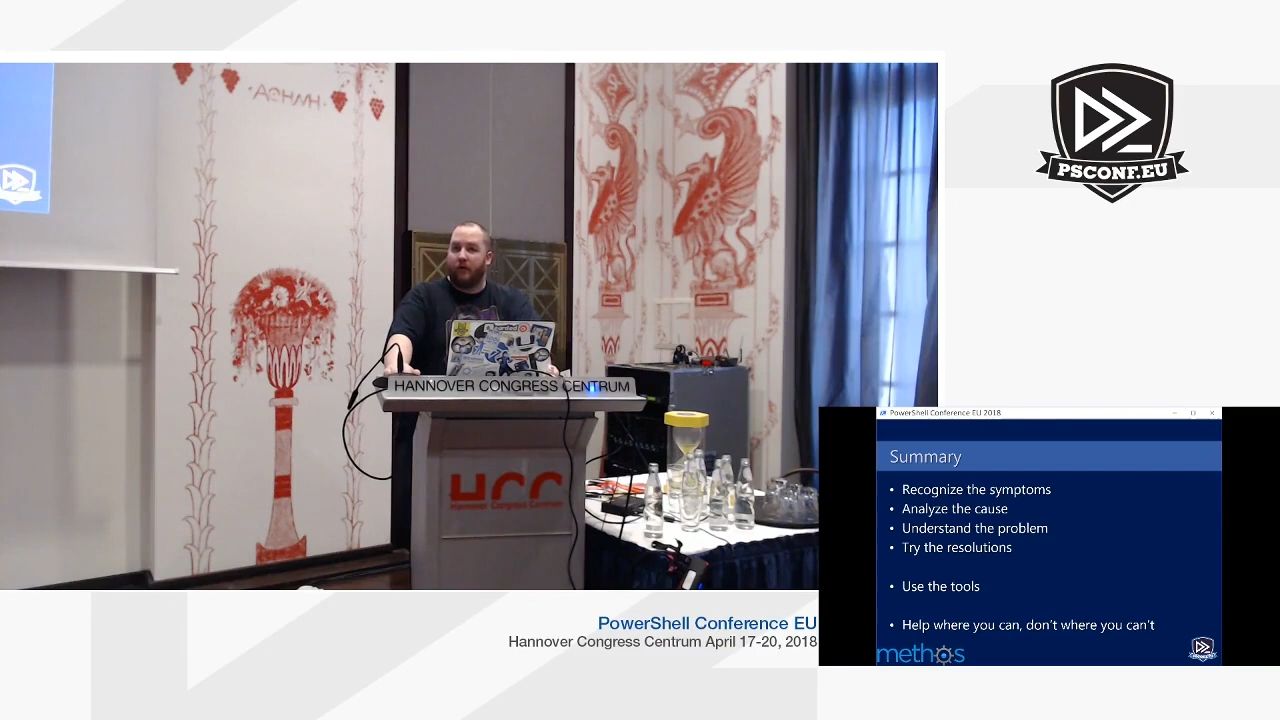 ΑΘΗΝΗ
HANNOVER CONGRESS CENTRUM
HCC
Hannover Congress Centrum
PSCONF.EU
PowerShell Conference EU
Hannover Congress Centrum April 17-20, 2018
PowerShell Conference EU 2018
Summary
• Recognize the symptoms
• Analyze the cause
• Understand the problem
• Try the resolutions
• Use the tools
• Help where you can, don't where you can't
methos